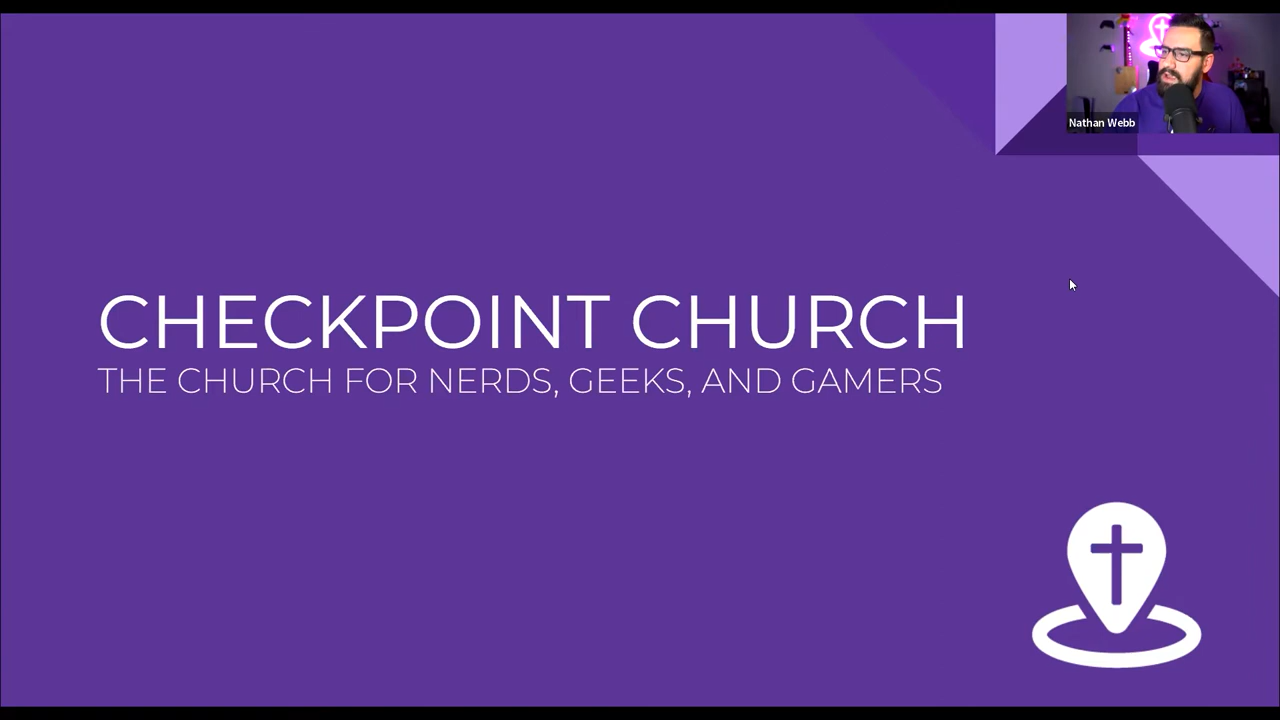 Nathan Webb
CHECKPOINT CHURCH
THE CHURCH FOR NERDS, GEEKS, AND GAMERS